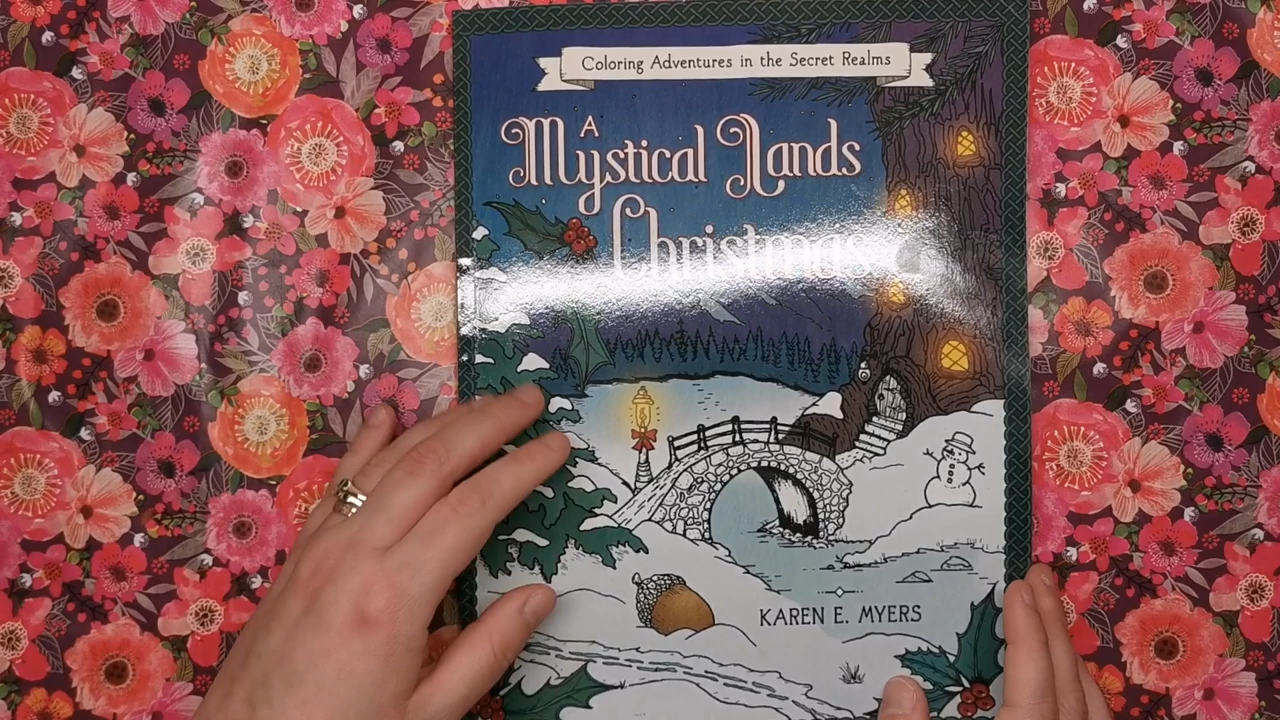 Coloring Adventures in the Secret Realms
A
Mystical Lands
Christmas
KAREN E. MYERS